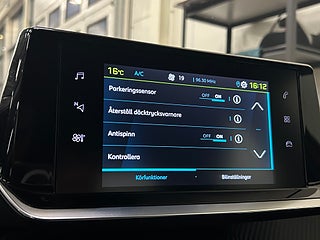 16°C A/C 19 96.30 MHz 16:12
Parkeringssensor OFF ON
Återställ däcktrycksvarnare
Antispinn OFF ON
Kontrollera
Körfunktioner Bilinställningar